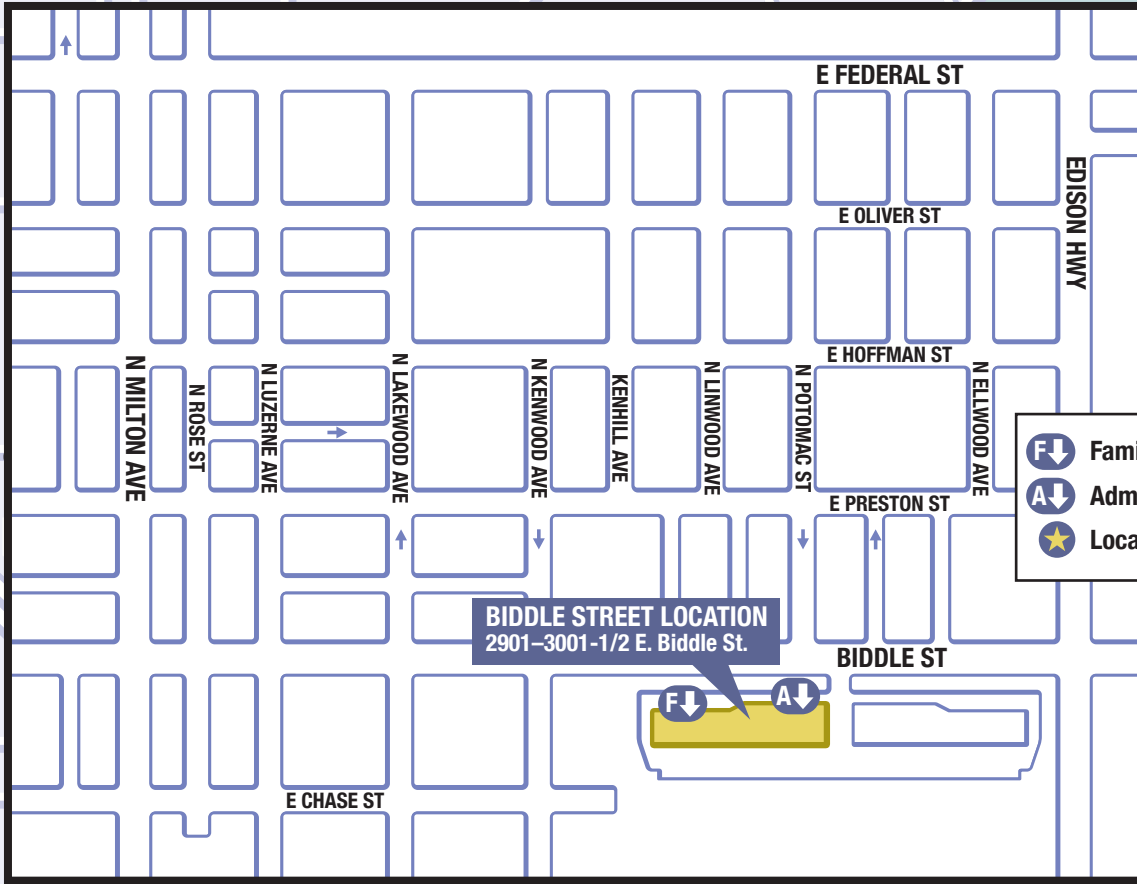 E FEDERAL ST
EDISON HWY
E OLIVER ST
E HOFFMAN ST
N MILTON AVE
N ROSE ST
N LUZERNE AVE
N LAKEWOOD AVE
N KENWOOD AVE
KENHILL AVE
N LINWOOD AVE
N POTOMAC ST
N ELLWOOD AVE
F Fami
A Adm
Loca
E PRESTON ST
BIDDLE STREET LOCATION
2901–3001-1/2 E. Biddle St.
BIDDLE ST
F
A
E CHASE ST